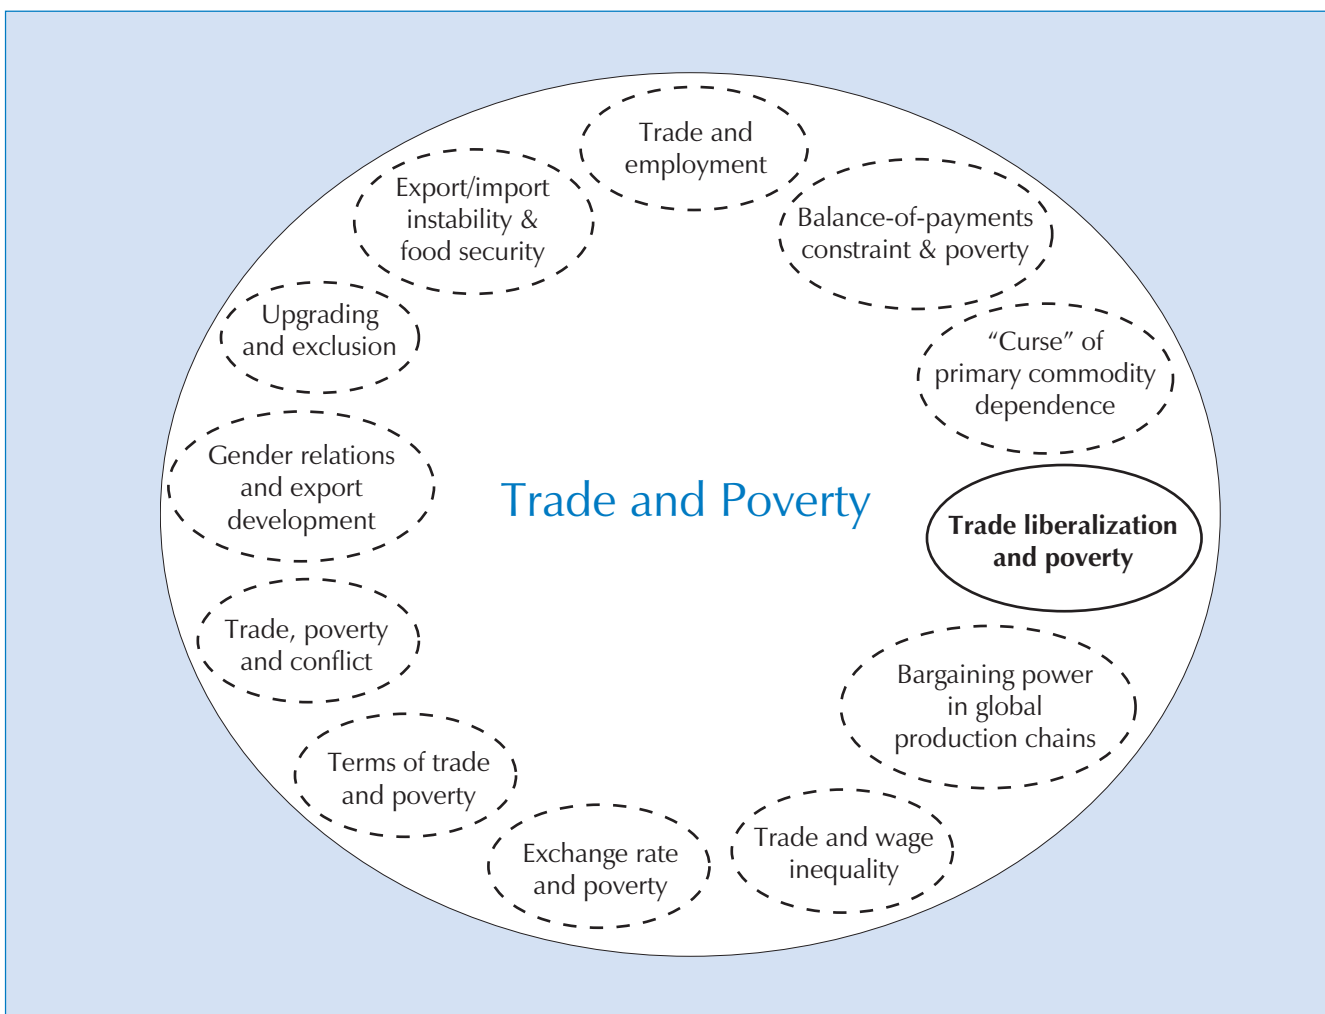 Trade and
employment
Export/import
instability &
food security
Balance-of-payments
constraint & poverty
Upgrading
and exclusion
“Curse” of
primary commodity
dependence
Gender relations
and export
development
Trade and Poverty
Trade liberalization
and poverty
Trade, poverty
and conflict
Bargaining power
in global
production chains
Terms of trade
and poverty
Exchange rate
and poverty
Trade and wage
inequality